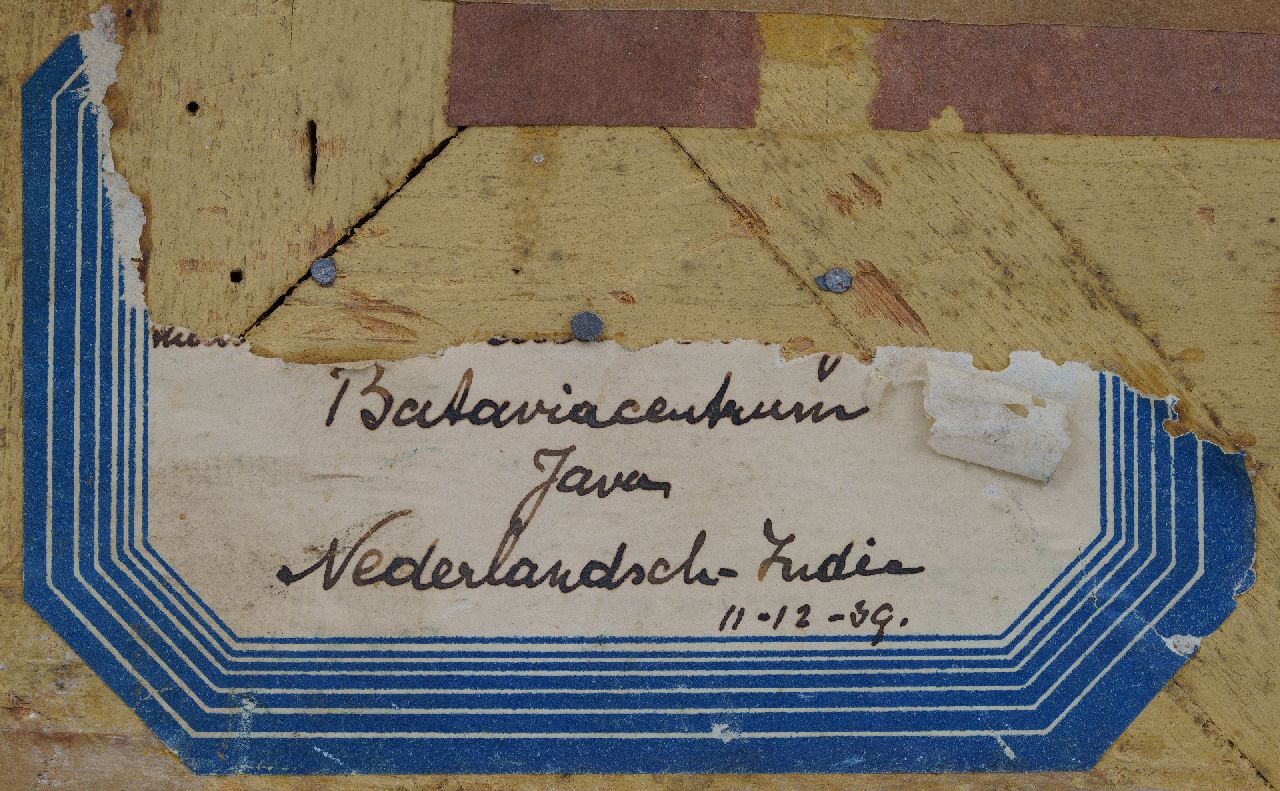 Bataviacentrum
Java
Nederlandsch-Indie
11-12-39.